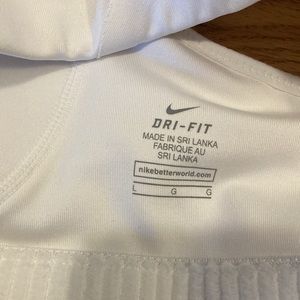 DRI-FIT
MADE IN SRI LANKA
FABRIQUE AU
SRI LANKA
nikebetterworld.com
L G G